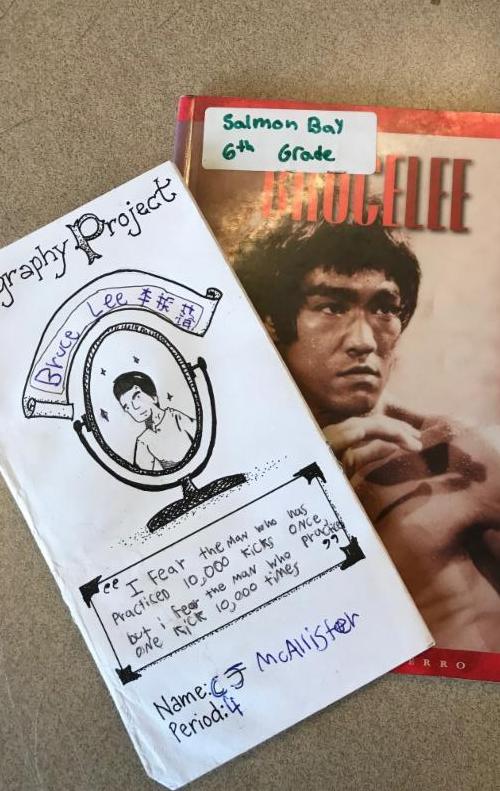 Salmon Bay
6th Grade
BRUCE LEE
graphy Project
Bruce Lee 李振藩
“I Fear the man who has
Practiced 10,000 kicks ONCE,
but i fear the man who practiced
ONE kick 10,000 times”
Name: CJ McAllister
Period: 4
ERRO